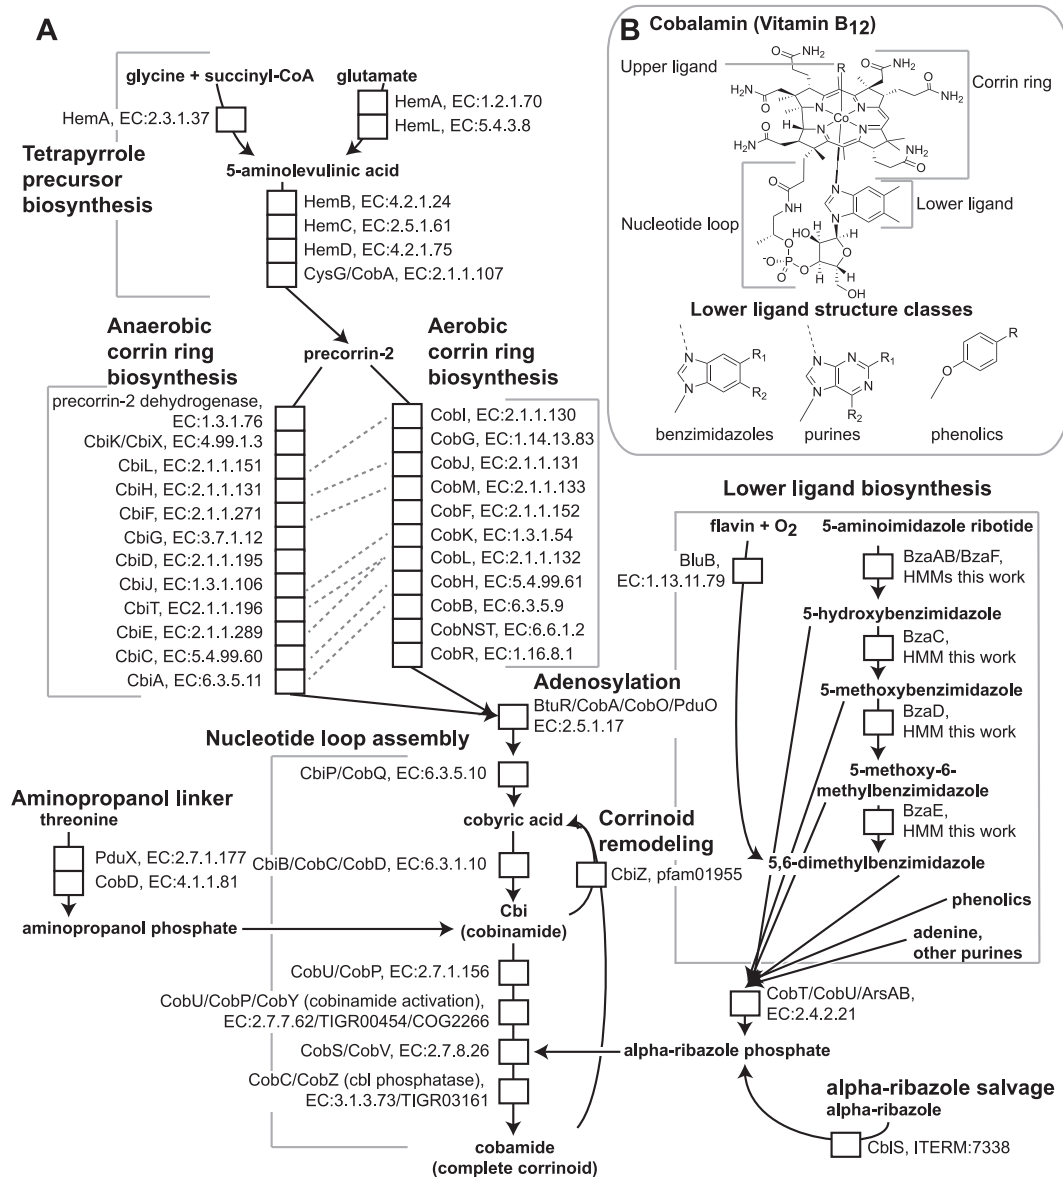 A
glycine + succinyl-CoA
glutamate
HemA, EC:2.3.1.37
HemA, EC:1.2.1.70
HemL, EC:5.4.3.8
Tetrapyrrole
precursor
biosynthesis
5-aminolevulinic acid
HemB, EC:4.2.1.24
HemC, EC:2.5.1.61
HemD, EC:4.2.1.75
CysG/CobA, EC:2.1.1.107
Anaerobic
corrin ring
biosynthesis
precorrin-2
Aerobic
corrin ring
biosynthesis
precorrin-2 dehydrogenase,
EC:1.3.1.76
CbiK/CbiX, EC:4.99.1.3
CbiL, EC:2.1.1.151
CbiH, EC:2.1.1.131
CbiF, EC:2.1.1.271
CbiG, EC:3.7.1.12
CbiD, EC:2.1.1.195
CbiJ, EC:1.3.1.106
CbiT, EC2.1.1.196
CbiE, EC:2.1.1.289
CbiC, EC:5.4.99.60
CbiA, EC:6.3.5.11
CobI, EC:2.1.1.130
CobG, EC:1.14.13.83
CobJ, EC:2.1.1.131
CobM, EC:2.1.1.133
CobF, EC:2.1.1.152
CobK, EC:1.3.1.54
CobL, EC:2.1.1.132
CobH, EC:5.4.99.61
CobB, EC:6.3.5.9
CobNST, EC:6.6.1.2
CobR, EC:1.16.8.1
Adenosylation
BtuR/CobA/CobO/PduO
EC:2.5.1.17
Nucleotide loop assembly
CbiP/CobQ, EC:6.3.5.10
Aminopropanol linker
threonine
PduX, EC:2.7.1.177
CobD, EC:4.1.1.81
aminopropanol phosphate
cobyric acid
CbiB/CobC/CobD, EC:6.3.1.10
Corrinoid
remodeling
CbiZ, pfam01955
Cbi
(cobinamide)
CobU/CobP, EC:2.7.1.156
CobU/CobP/CobY (cobinamide activation),
EC:2.7.7.62/TIGR00454/COG2266
CobS/CobV, EC:2.7.8.26
CobC/CobZ (cbl phosphatase),
EC:3.1.3.73/TIGR03161
cobamide
(complete corrinoid)
B
Cobalamin (Vitamin B12)
Upper ligand
R
Corrin ring
O
NH2
O
NH2
NH2
O
O
NH2
NH2
O
NH2
O
N
N
N
N
Co
H
Nucleotide loop
Lower ligand
O
NH
N
N
HO
H
O
H
O
-O
P
O
O
H
H
OH
Lower ligand structure classes
N
N
R1
R2
benzimidazoles
N
N
N
N
R1
R2
purines
R
O
phenolics
Lower ligand biosynthesis
flavin + O2
5-aminoimidazole ribotide
BluB,
EC:1.13.11.79
BzaAB/BzaF,
HMMs this work
5-hydroxybenzimidazole
BzaC,
HMM this work
5-methoxybenzimidazole
BzaD,
HMM this work
5-methoxy-6-
methylbenzimidazole
BzaE,
HMM this work
5,6-dimethylbenzimidazole
phenolics
adenine,
other purines
CobT/CobU/ArsAB,
EC:2.4.2.21
alpha-ribazole phosphate
alpha-ribazole salvage
alpha-ribazole
CblS, ITERM:7338